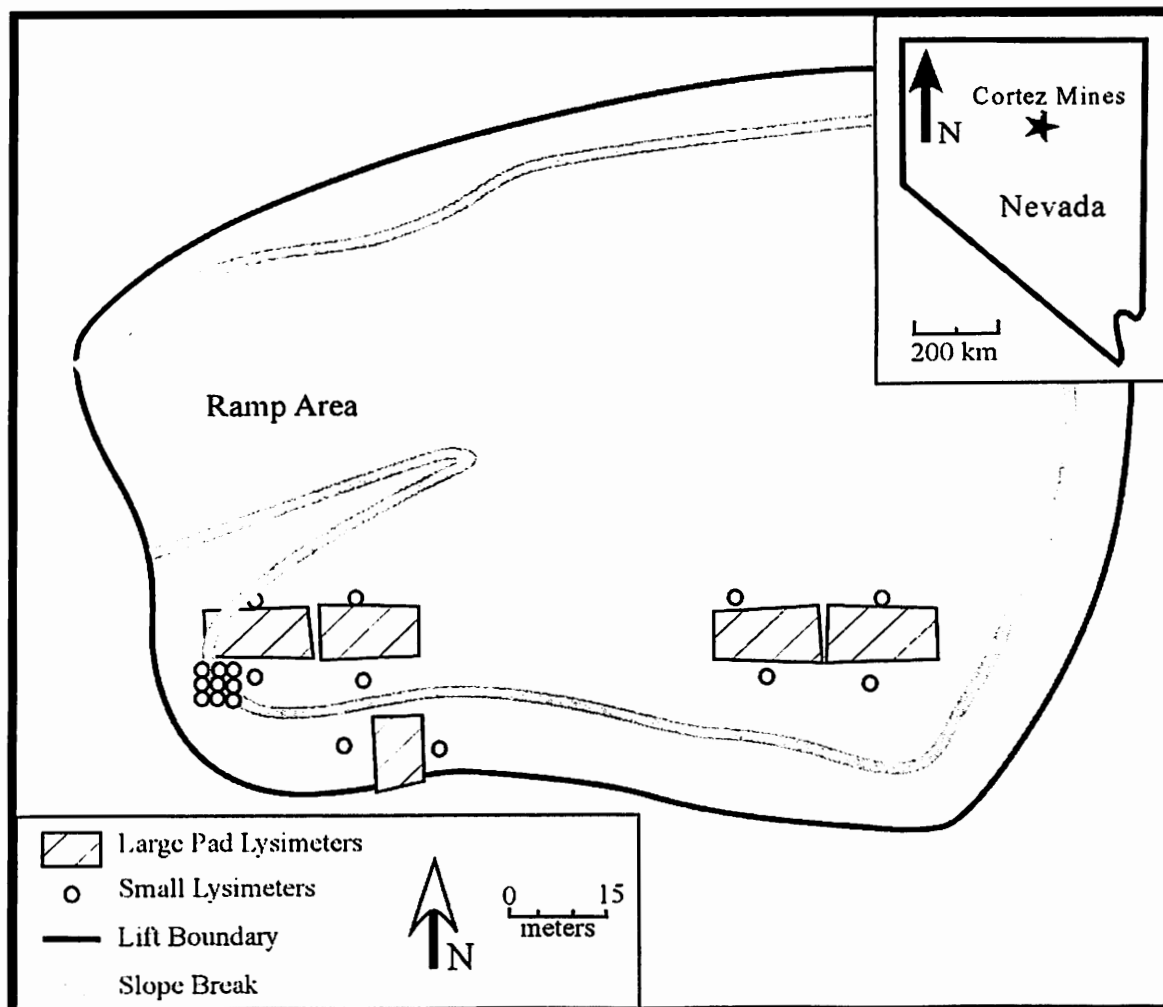 Cortez Mines
N
Nevada
200 km
Ramp Area
Large Pad Lysimeters
Small Lysimeters
Lift Boundary
Slope Break
N
0 15
meters